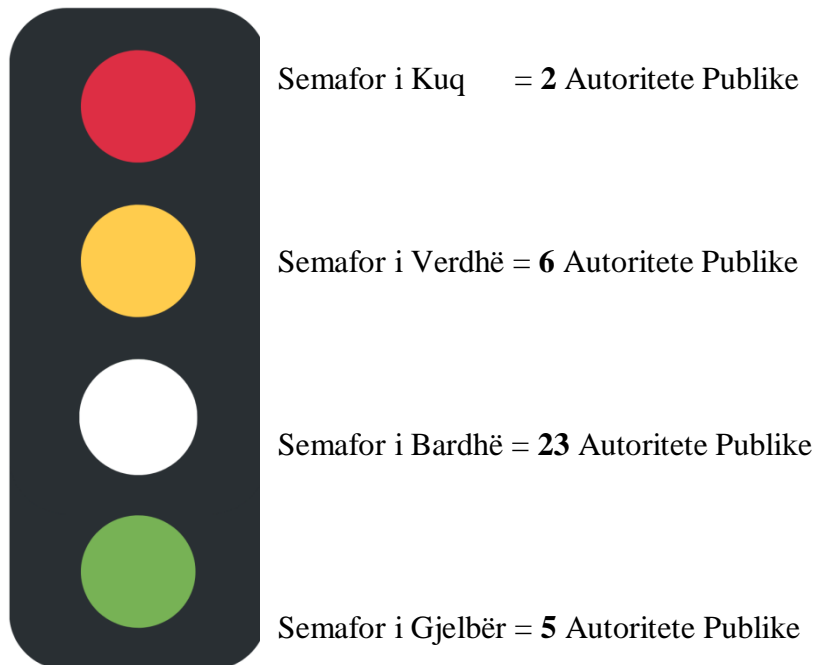 Semafor i Kuq = 2 Autoritete Publike
Semafor i Verdhë = 6 Autoritete Publike
Semafor i Bardhë = 23 Autoritete Publike
Semafor i Gjelbër = 5 Autoritete Publike